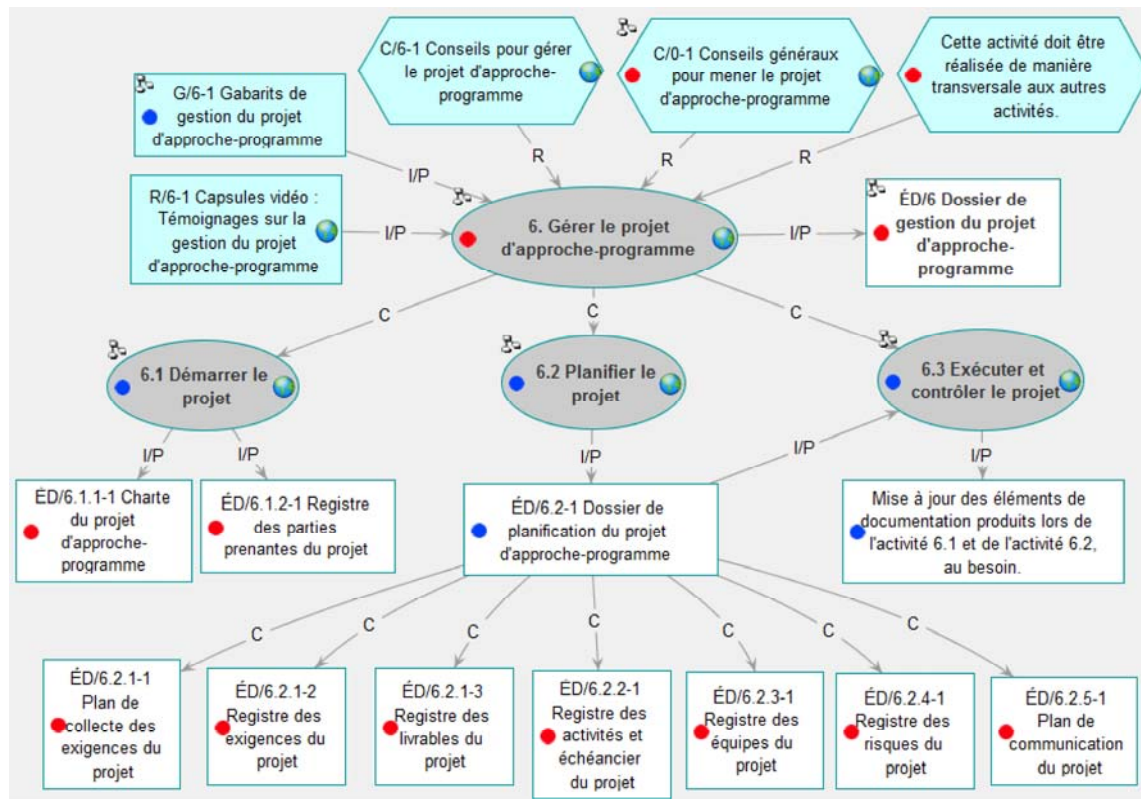 C/6-1 Conseils pour gérer
le projet d'approche-
programme
C/0-1 Conseils généraux
pour mener le projet
d'approche-programme
Cette activité doit être
réalisée de manière
transversale aux autres
activités.
G/6-1 Gabarits de
gestion du projet
d'approche-programme
R
R
R
I/P
R/6-1 Capsules vidéo :
Témoignages sur la
gestion du projet
d'approche-programme
I/P
6. Gérer le projet
d'approche-programme
I/P
ÉD/6 Dossier de
gestion du projet
d'approche-
programme
C
C
C
6.1 Démarrer le
projet
6.2 Planifier le
projet
6.3 Exécuter et
contrôler le projet
I/P
I/P
I/P
I/P
I/P
ÉD/6.1.1-1 Charte
du projet
d'approche-
programme
ÉD/6.1.2-1 Registre
des parties
prenantes du projet
ÉD/6.2-1 Dossier de
planification du projet
d'approche-programme
Mise à jour des éléments de
documentation produits lors de
l'activité 6.1 et de l'activité 6.2,
au besoin.
C
C
C
C
C
C
C
ÉD/6.2.1-1
Plan de
collecte des
exigences du
projet
ÉD/6.2.1-2
Registre des
exigences du
projet
ÉD/6.2.1-3
Registre des
livrables du
projet
ÉD/6.2.2-1
Registre des
activités et
échéancier
du projet
ÉD/6.2.3-1
Registre des
équipes du
projet
ÉD/6.2.4-1
Registre des
risques du
projet
ÉD/6.2.5-1
Plan de
communication
du projet